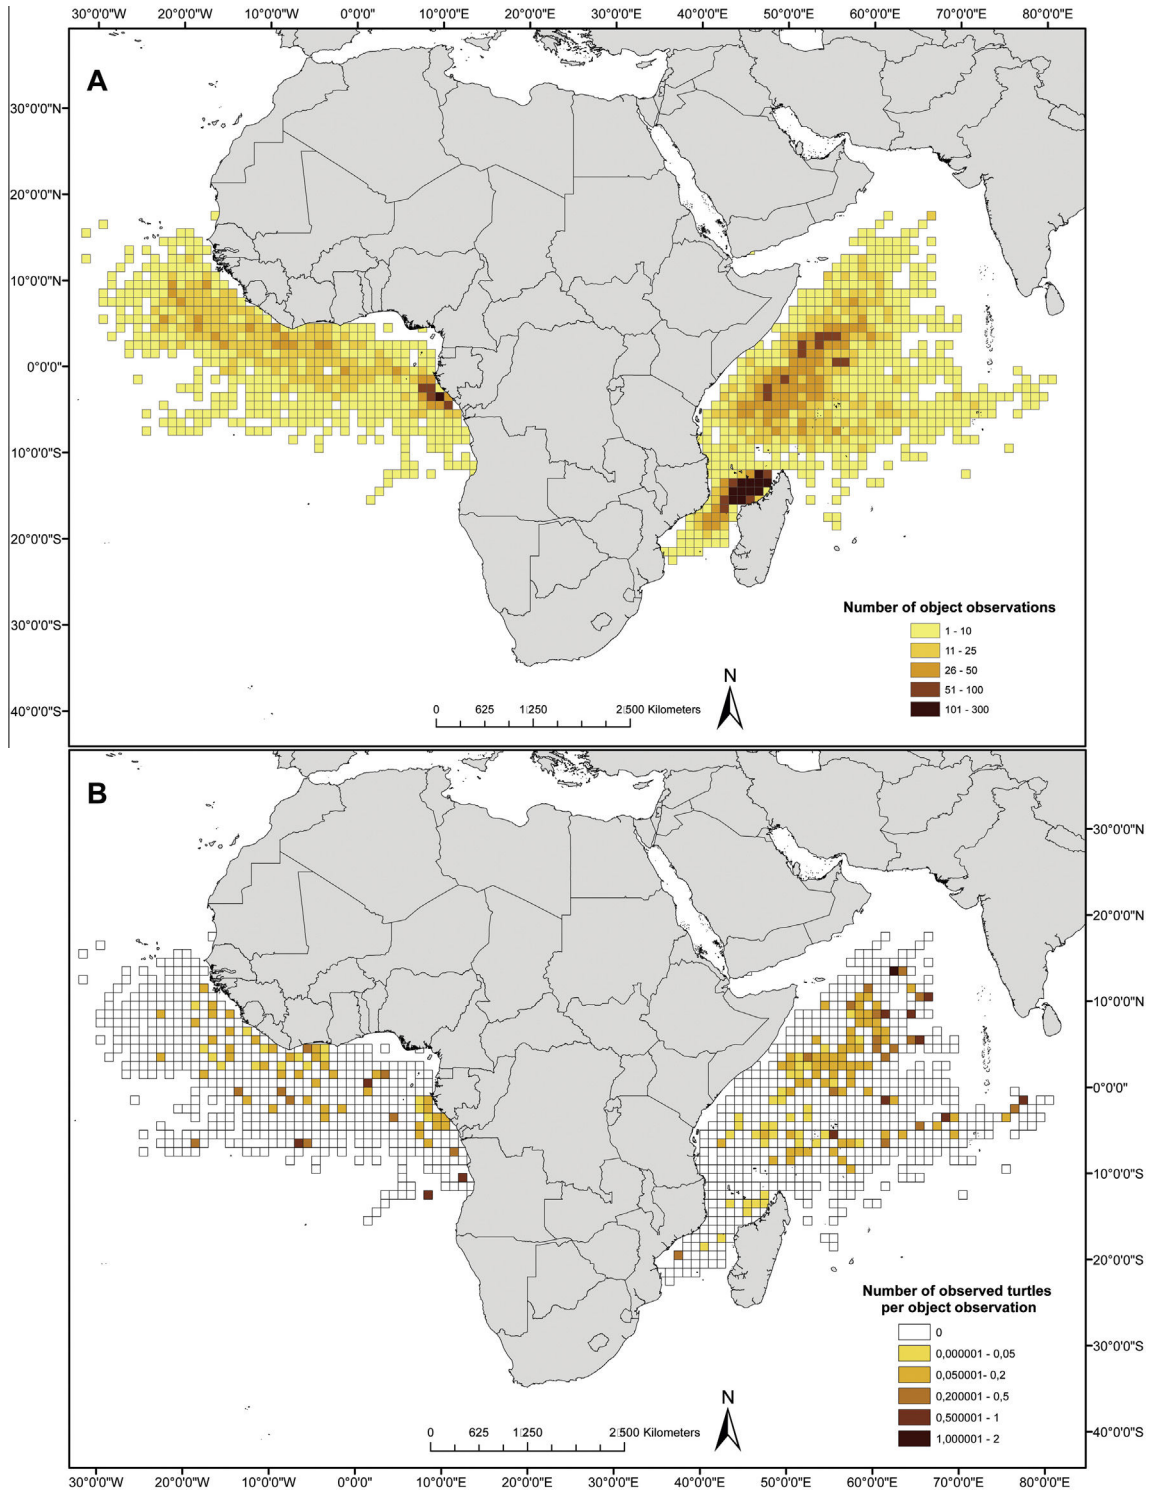 30°0'0"W 20°0'0"W 10°0'0"W 0°0'0" 10°0'0"E 20°0'0"E 30°0'0"E 40°0'0"E 50°0'0"E 60°0'0"E 70°0'0"E 80°0'0"E
A
30°0'0"N
20°0'0"N
10°0'0"N
0°0'0"
10°0'0"S
20°0'0"S
30°0'0"S
40°0'0"S
Number of object observations
1 - 10
11 - 25
26 - 50
51 - 100
101 - 300
N
0 625 1 250 2 500 Kilometers
B
30°0'0"N
20°0'0"N
10°0'0"N
0°0'0"
10°0'0"S
20°0'0"S
30°0'0"S
40°0'0"S
Number of observed turtles
per object observation
0
0,000001 - 0,05
0,050001- 0,2
0,200001 - 0,5
0,500001 - 1
1,000001 - 2
N
0 625 1 250 2 500 Kilometers
30°0'0"W 20°0'0"W 10°0'0"W 0°0'0" 10°0'0"E 20°0'0"E 30°0'0"E 40°0'0"E 50°0'0"E 60°0'0"E 70°0'0"E 80°0'0"E